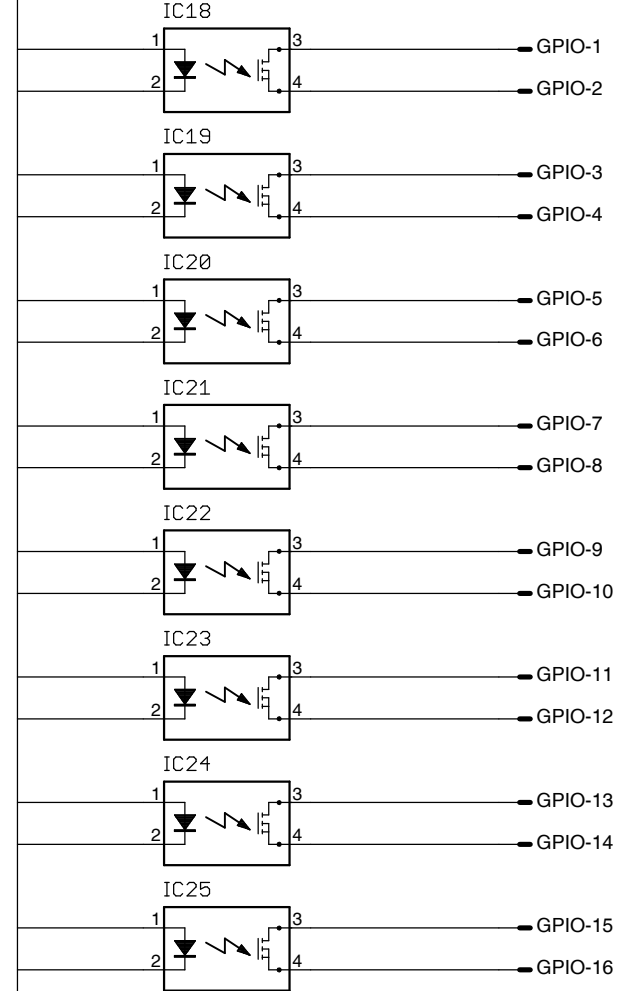 IC18
1 3 GPIO-1
2 4 GPIO-2
IC19
1 3 GPIO-3
2 4 GPIO-4
IC20
1 3 GPIO-5
2 4 GPIO-6
IC21
1 3 GPIO-7
2 4 GPIO-8
IC22
1 3 GPIO-9
2 4 GPIO-10
IC23
1 3 GPIO-11
2 4 GPIO-12
IC24
1 3 GPIO-13
2 4 GPIO-14
IC25
1 3 GPIO-15
2 4 GPIO-16